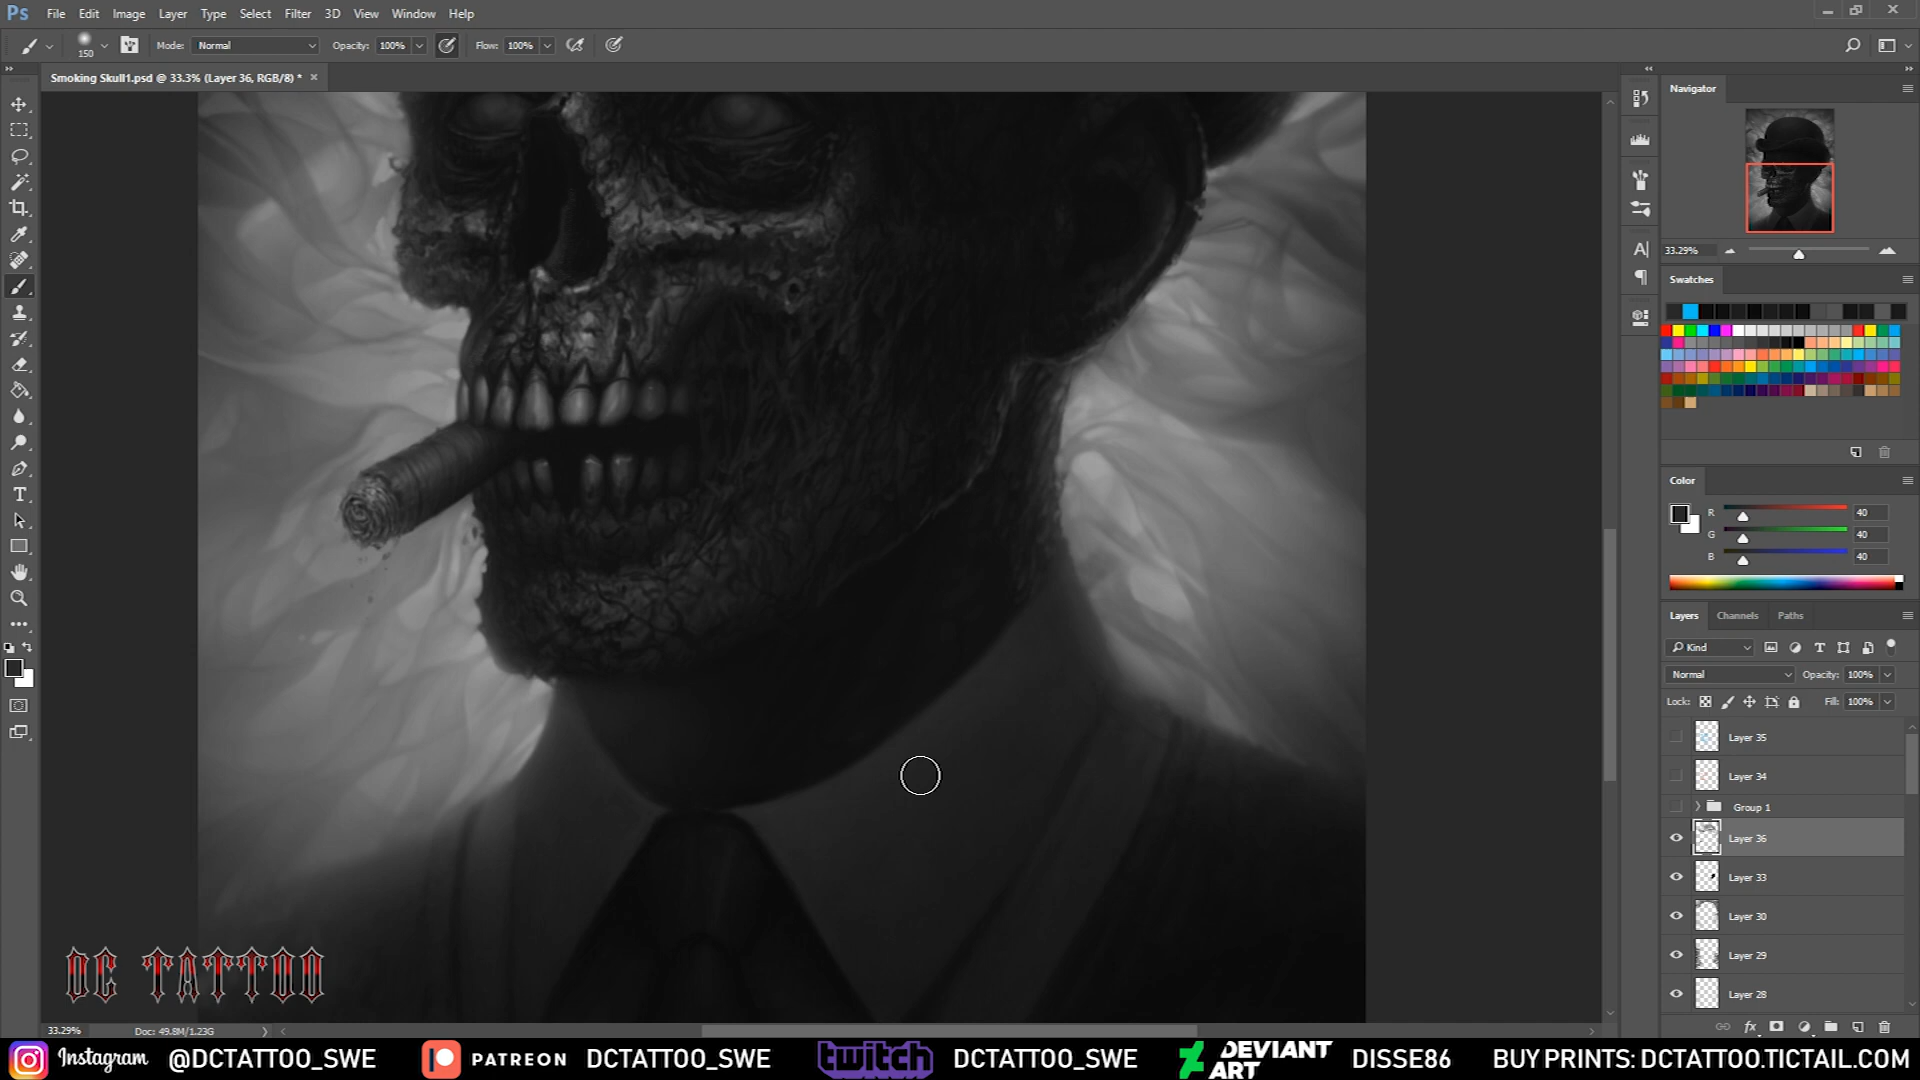 Ps File Edit Image Layer Type Select Filter 3D View Window Help
150 Mode: Normal Opacity: 100% Flow: 100%
Smoking Skull1.psd @ 33.3% (Layer 36, RGB/8) *
Navigator
33.29%
Swatches
Color
R 40
G 40
B 40
Layers Channels Paths
Kind
Normal Opacity: 100%
Lock: Fill: 100%
Layer 35
Layer 34
Group 1
Layer 36
Layer 33
Layer 30
Layer 29
Layer 28
DC TATTOO
33.29% Doc: 49.8M/1.23G
Instagram @DCTATTOO_SWE PATREON DCTATTOO_SWE twitch DCTATTOO_SWE DEVIANT ART DISSE86 BUY PRINTS: DCTATTOO.TICTAIL.COM